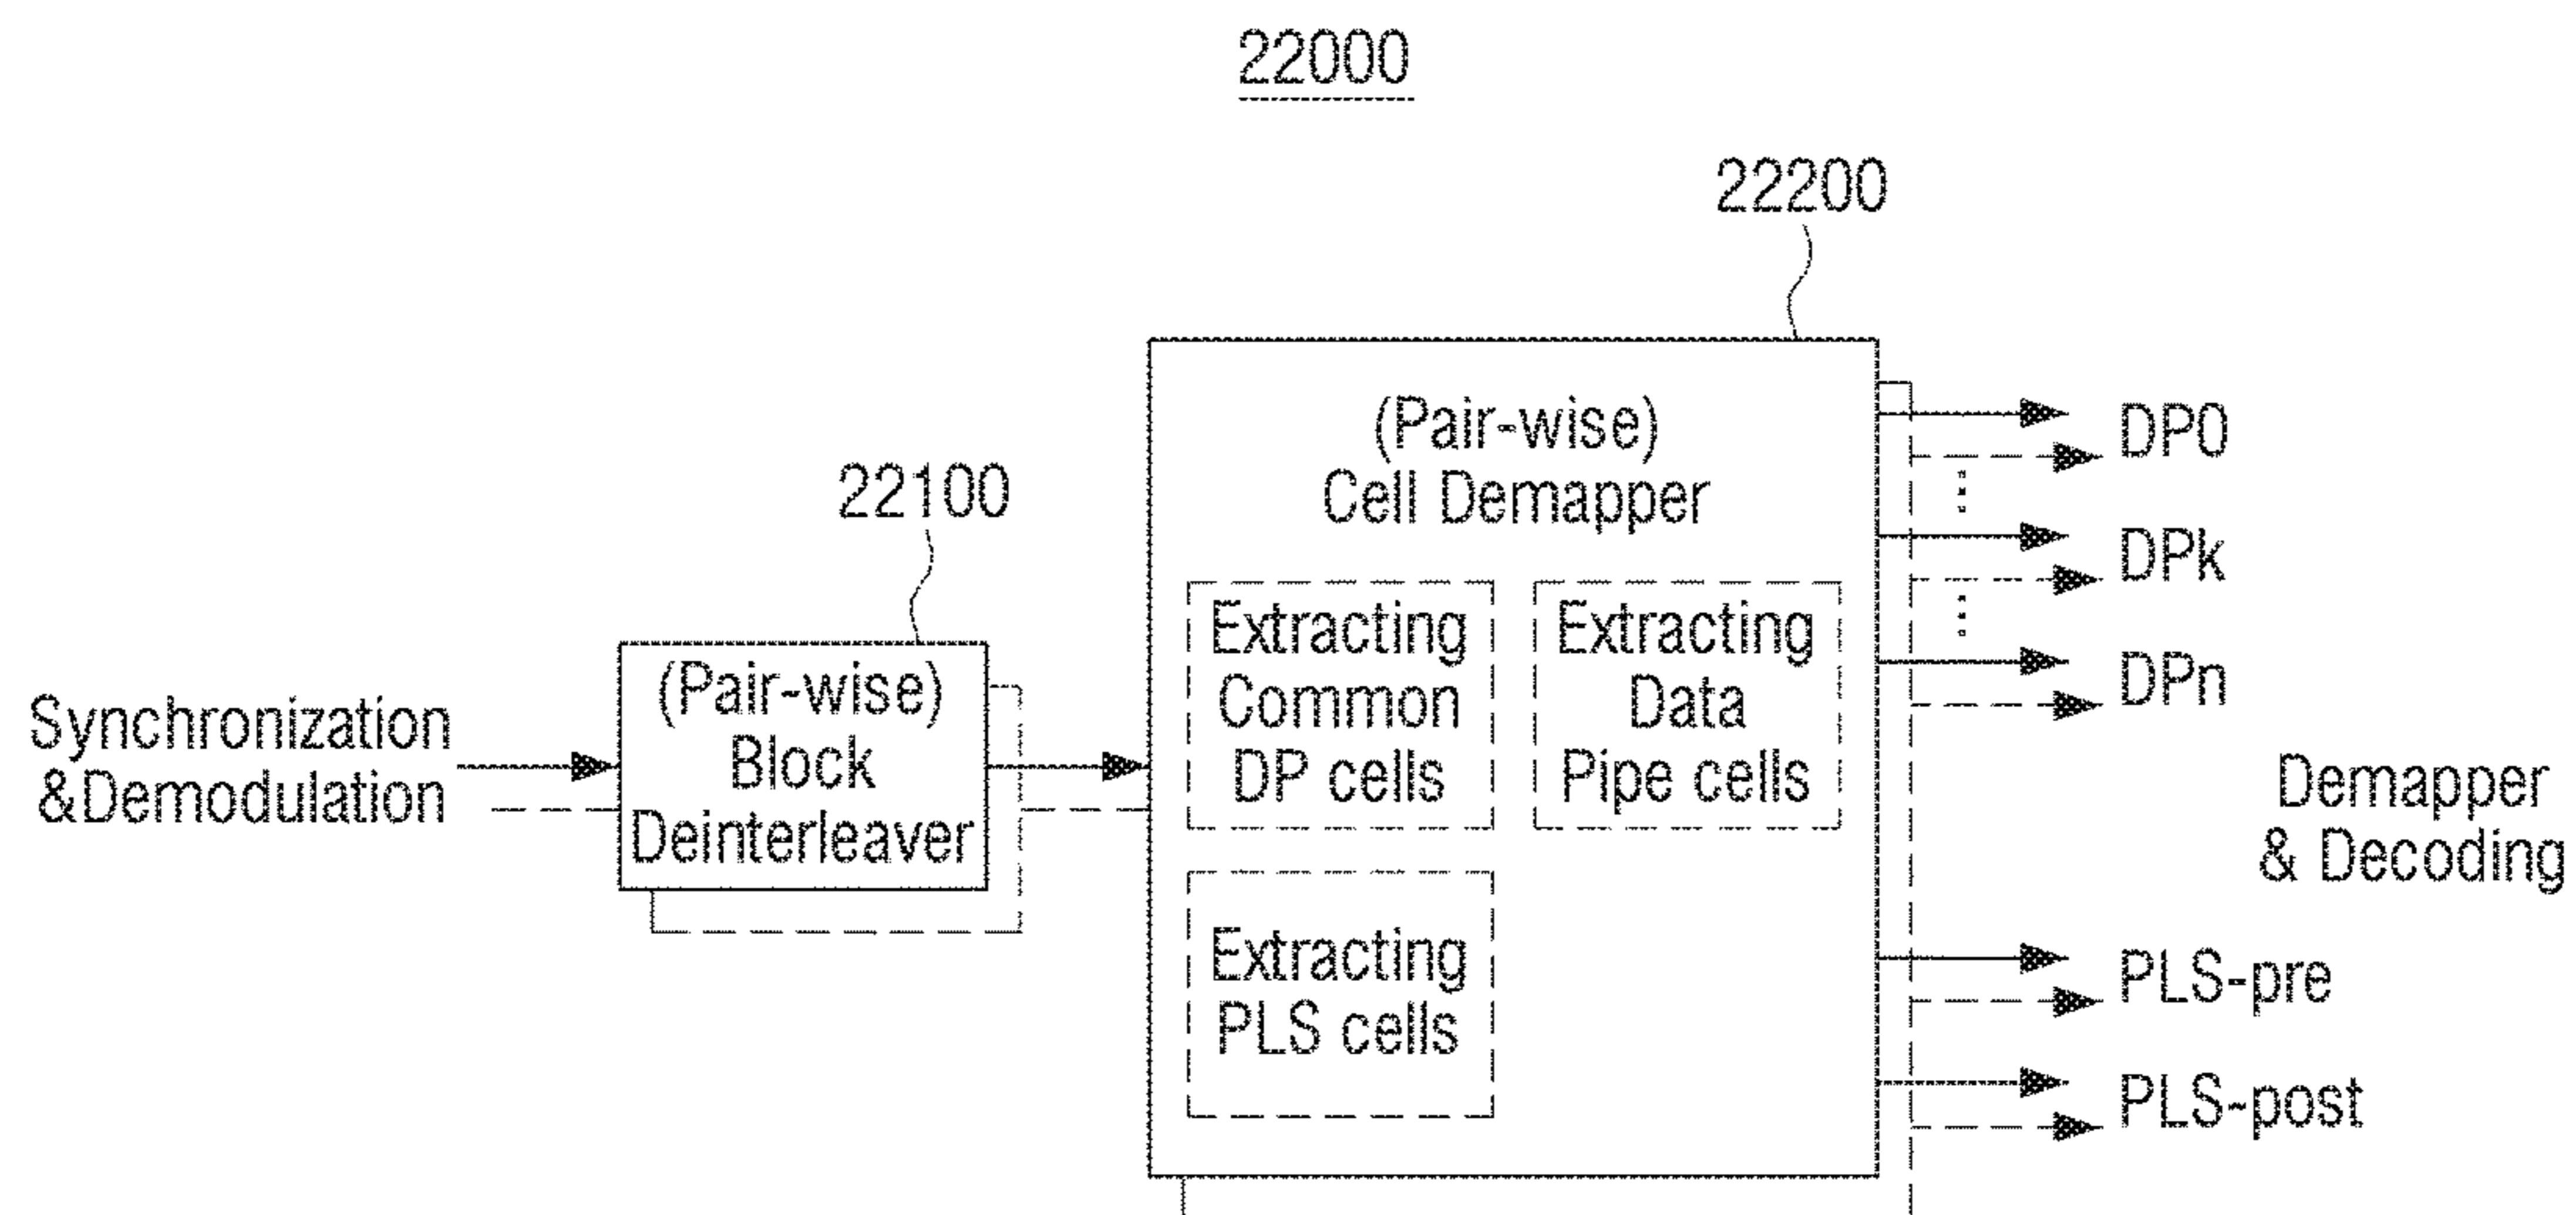 22000
22200
22100
Synchronization
&Demodulation
(Pair-wise)
Block
Deinterleaver
(Pair-wise)
Cell Demapper
Extracting
Common
DP cells
Extracting
Data
Pipe cells
Extracting
PLS cells
DP0
DPk
DPn
Demapper
& Decoding
PLS-pre
PLS-post